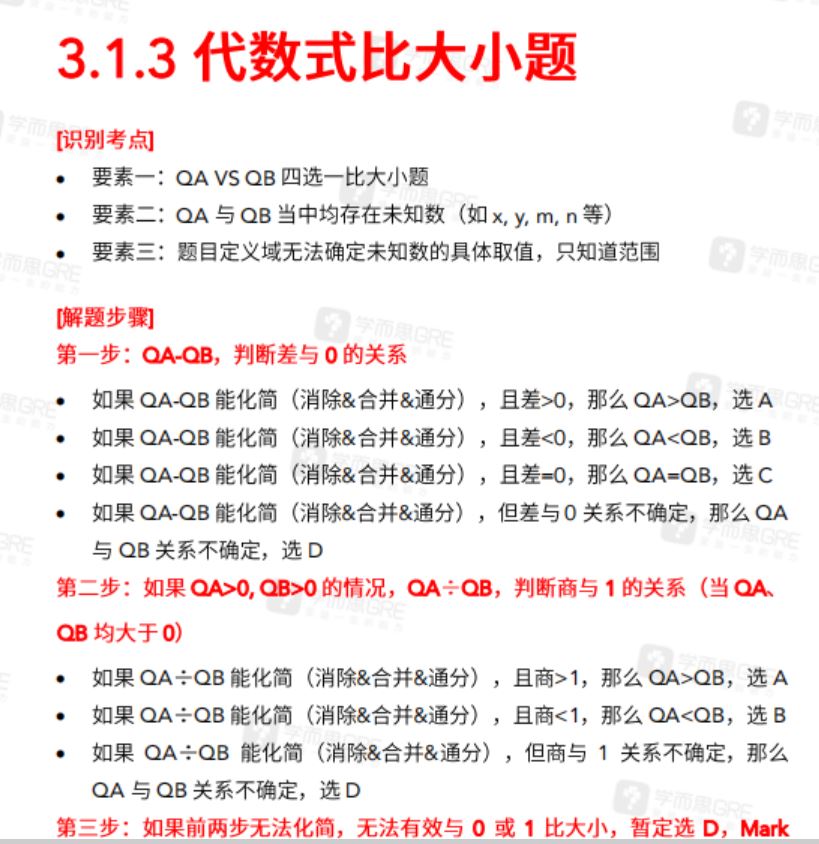 3.1.3 代数式比大小题
[识别考点]
• 要素一：QA VS QB 四选一比大小题
• 要素二：QA 与 QB 当中均存在未知数（如 x, y, m, n 等）
• 要素三：题目定义域无法确定未知数的具体取值，只知道范围
[解题步骤]
第一步：QA-QB，判断差与 0 的关系
• 如果 QA-QB 能化简（消除&合并&通分），且差>0，那么 QA>QB，选 A
• 如果 QA-QB 能化简（消除&合并&通分），且差<0，那么 QA<QB，选 B
• 如果 QA-QB 能化简（消除&合并&通分），且差=0，那么 QA=QB，选 C
• 如果 QA-QB 能化简（消除&合并&通分），但差与 0 关系不确定，那么 QA
与 QB 关系不确定，选 D
第二步：如果 QA>0, QB>0 的情况，QA÷QB，判断商与 1 的关系（当 QA、
QB 均大于 0）
• 如果 QA÷QB 能化简（消除&合并&通分），且商>1，那么 QA>QB，选 A
• 如果 QA÷QB 能化简（消除&合并&通分），且商<1，那么 QA<QB，选 B
• 如果 QA÷QB 能化简（消除&合并&通分），但商与 1 关系不确定，那么
QA 与 QB 关系不确定，选 D
第三步：如果前两步无法化简，无法有效与 0 或 1 比大小，暂定选 D，Mark